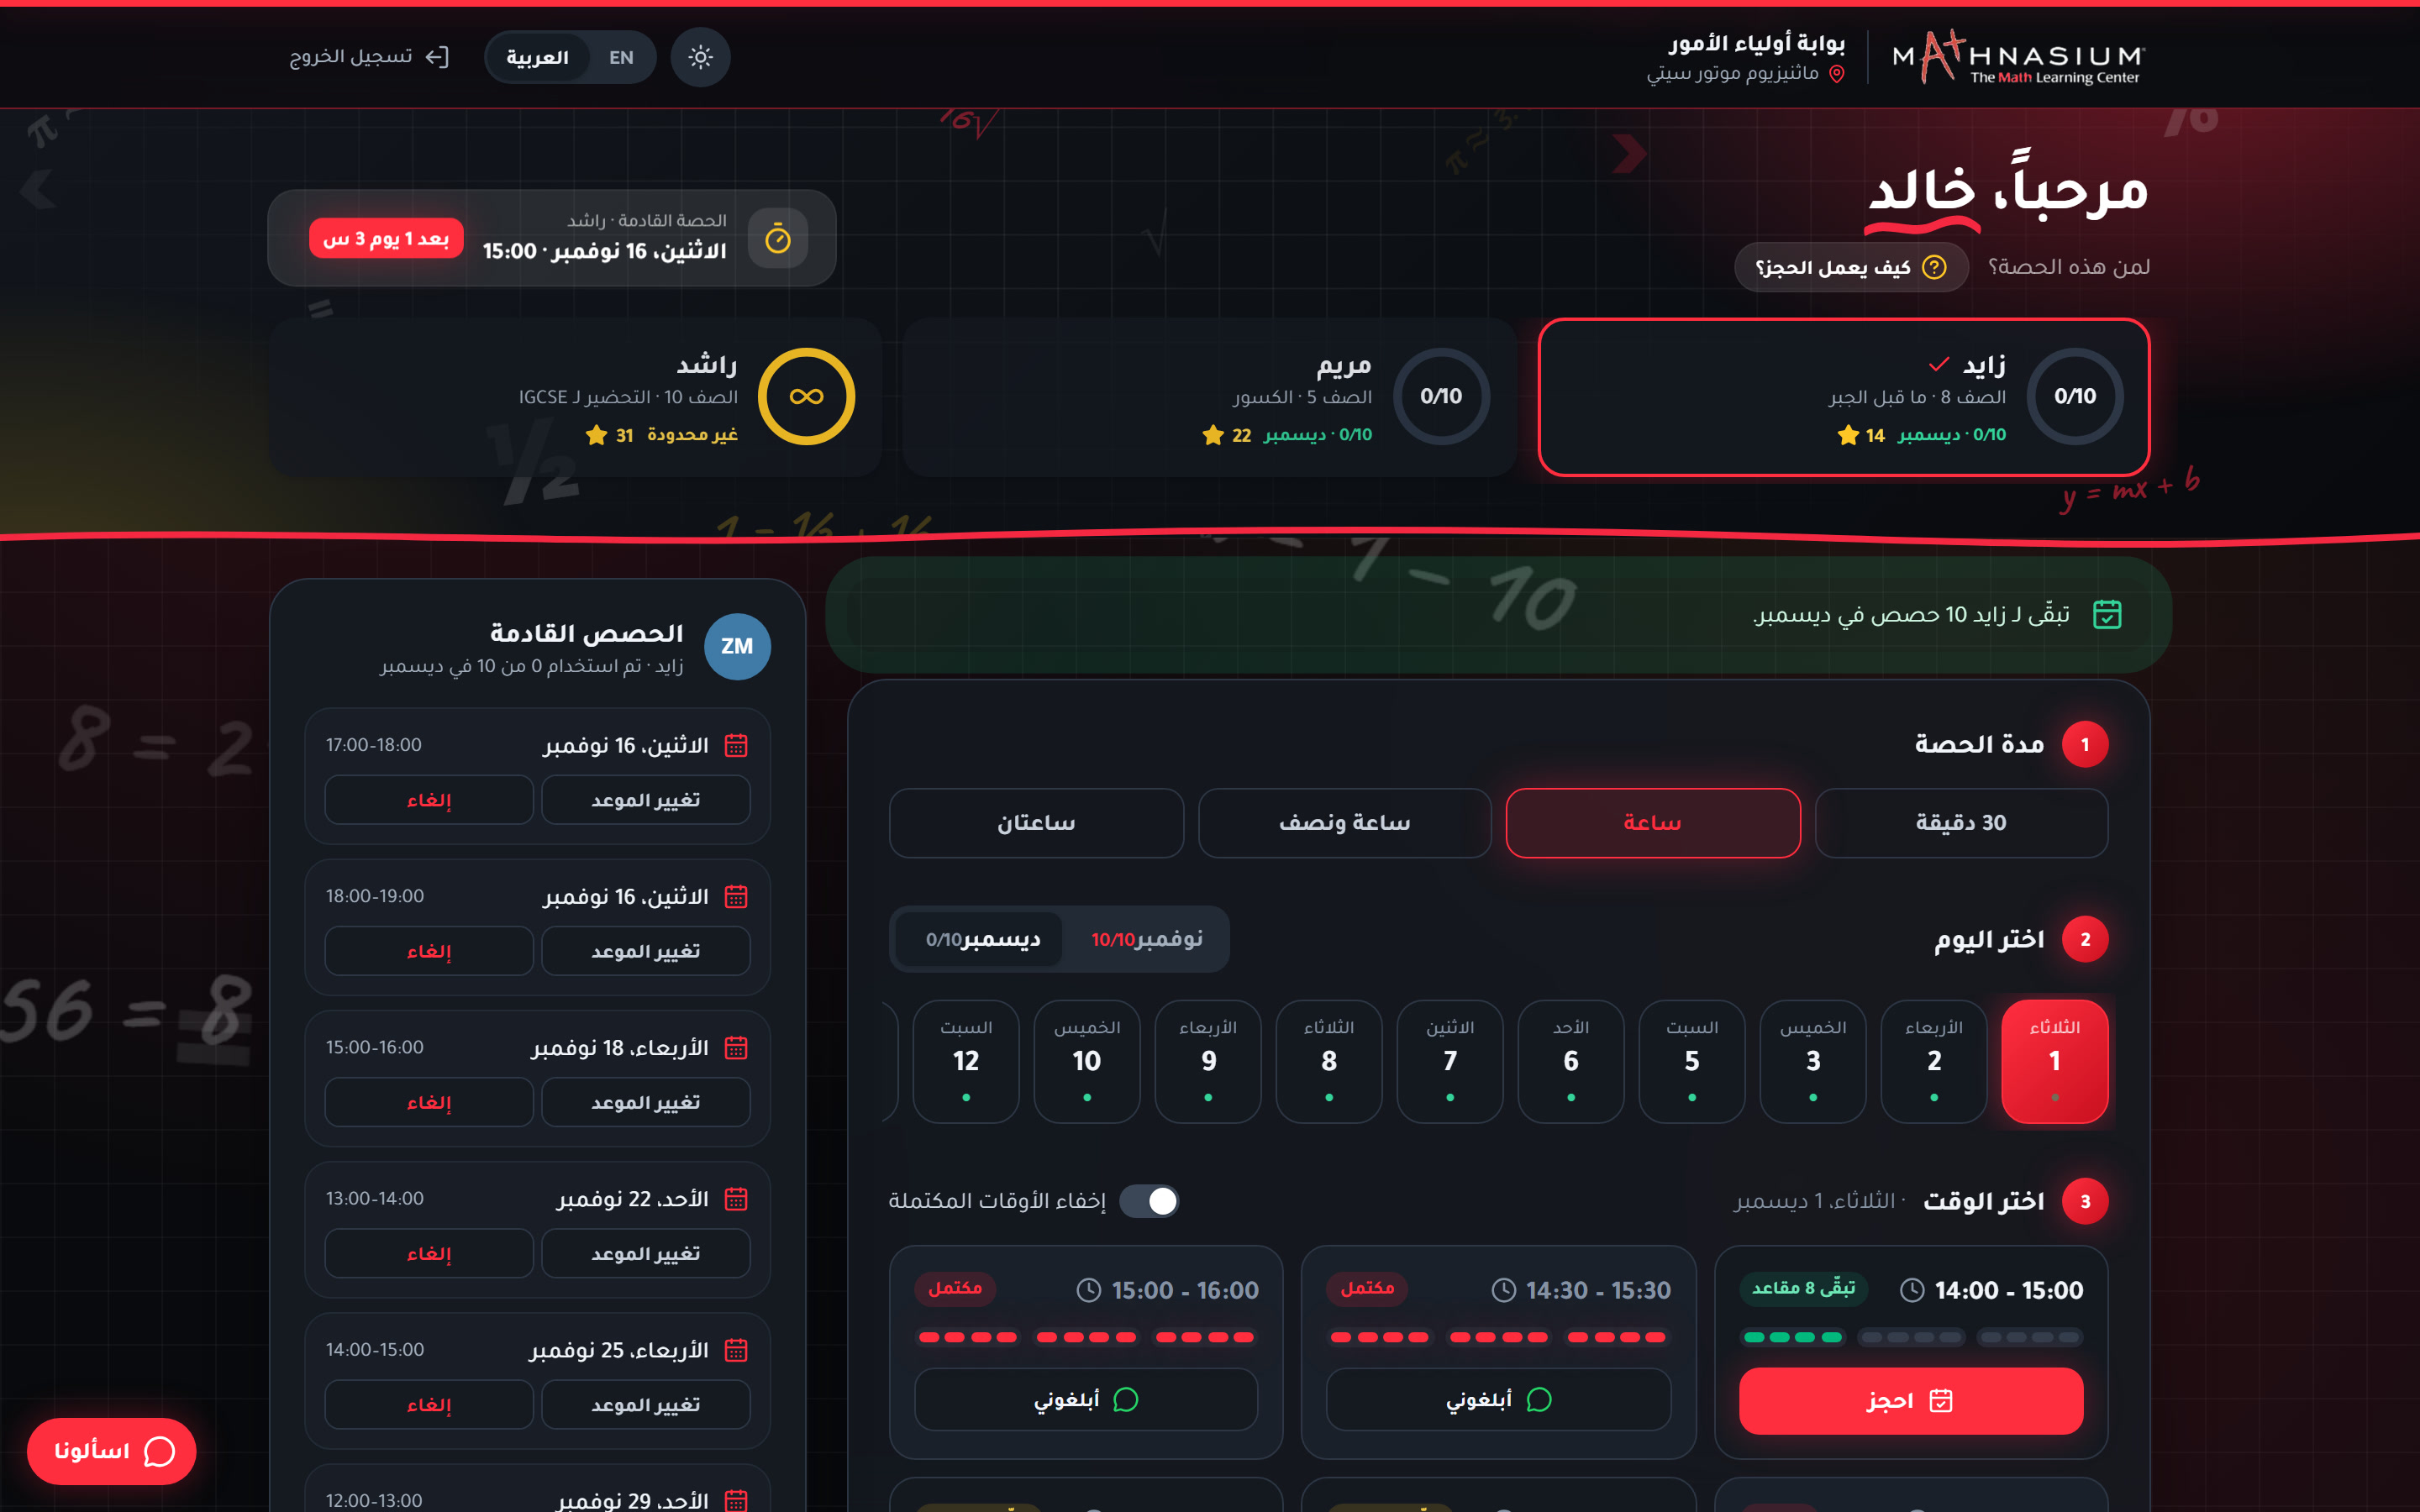 MATHNASIUM
The Math Learning Center
بوابة أولياء الأمور
ماثنيزيوم موتور سيتي
EN
العربية
تسجيل الخروج
مرحباً، خالد
لمن هذه الحصة؟
كيف يعمل الحجز؟
الحصة القادمة · راشد
الاثنين، 16 نوفمبر · 15:00
بعد 1 يوم 3 س
زايد
الصف 8 · ما قبل الجبر
0/10 · ديسمبر 14
0/10
مريم
الصف 5 · الكسور
0/10 · ديسمبر 22
0/10
راشد
الصف 10 · التحضير لـ IGCSE
غير محدودة 31
∞
½
y = mx + b
تبقّى لـ زايد 10 حصص في ديسمبر.
1 مدة الحصة
30 دقيقة
ساعة
ساعة ونصف
ساعتان
2 اختر اليوم
نوفمبر 10/10
ديسمبر 0/10
الثلاثاء 1
الأربعاء 2
الخميس 3
السبت 5
الأحد 6
الاثنين 7
الثلاثاء 8
الأربعاء 9
الخميس 10
السبت 12
3 اختر الوقت · الثلاثاء، 1 ديسمبر
إخفاء الأوقات المكتملة
14:00 - 15:00
تبقّى 8 مقاعد
احجز
14:30 - 15:30
مكتمل
أبلغوني
15:00 - 16:00
مكتمل
أبلغوني
ZM
الحصص القادمة
زايد · تم استخدام 0 من 10 في ديسمبر
الاثنين، 16 نوفمبر 17:00-18:00
تغيير الموعد
إلغاء
الاثنين، 16 نوفمبر 18:00-19:00
تغيير الموعد
إلغاء
الأربعاء، 18 نوفمبر 15:00-16:00
تغيير الموعد
إلغاء
الأحد، 22 نوفمبر 13:00-14:00
تغيير الموعد
إلغاء
الأربعاء، 25 نوفمبر 14:00-15:00
تغيير الموعد
إلغاء
الأحد، 29 نوفمبر 12:00-13:00
اسألونا